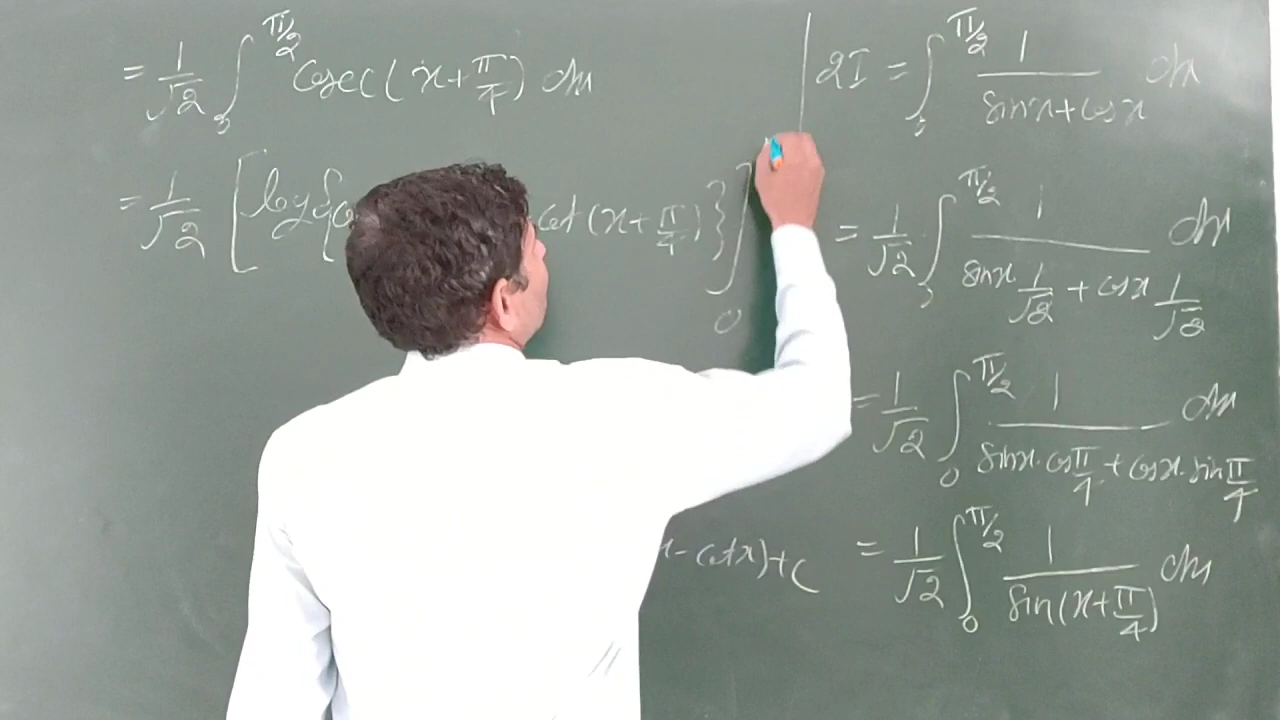 = 1/√2 ∫₀^{π/2} cosec(x + π/4) dx
= 1/√2 [log{co cot(x + π/4)}]₀
x - cot x) + c
2I = ∫₀^{π/2} 1/(sin x + cos x) dx
= 1/√2 ∫₀^{π/2} 1/(sin x · 1/√2 + cos x 1/√2) dx
= 1/√2 ∫₀^{π/2} 1/(sin x · cos π/4 + cos x · sin π/4) dx
= 1/√2 ∫₀^{π/2} 1/(sin(x + π/4)) dx